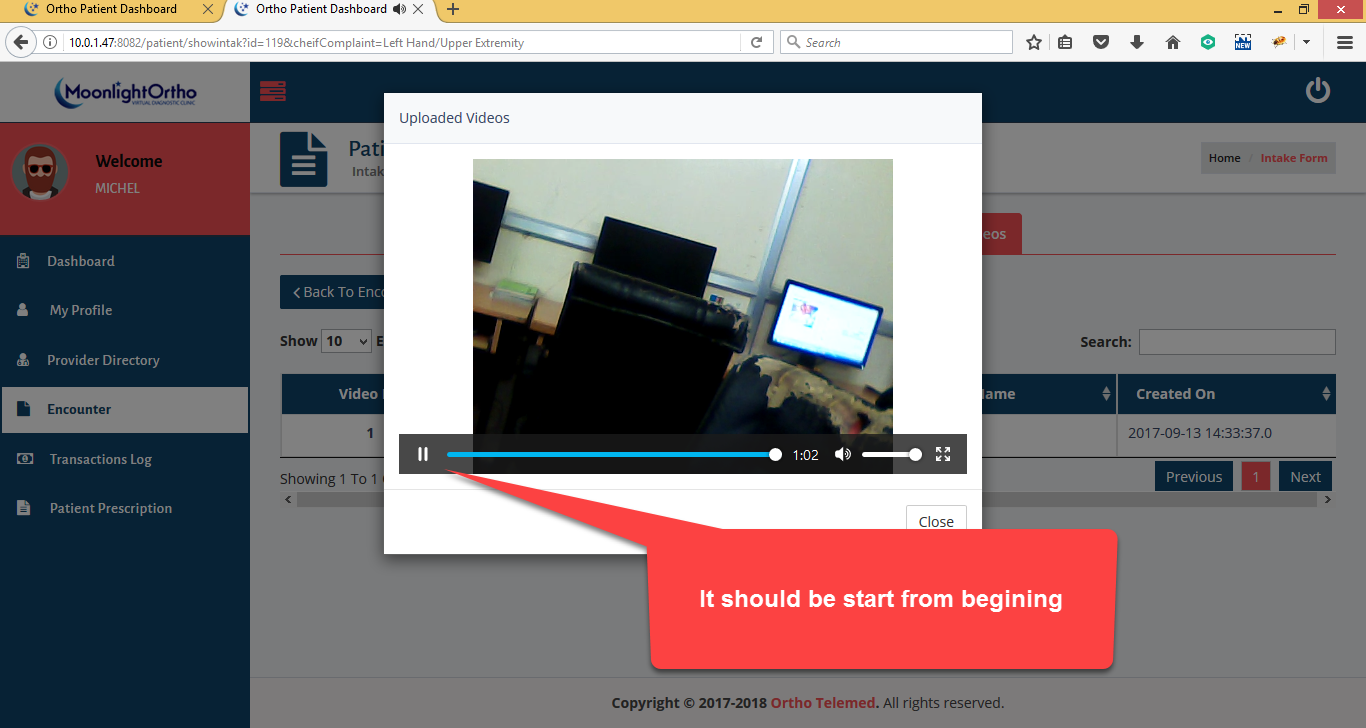 Ortho Patient Dashboard
Ortho Patient Dashboard
10.0.1.47:8082/patient/showintak?id=119&cheifComplaint=Left Hand/Upper Extremity
Search
NEW
MoonlightOrtho
VIRTUAL DIAGNOSTIC CLINIC
Welcome
MICHEL
Dashboard
My Profile
Provider Directory
Encounter
Transactions Log
Patient Prescription
Uploaded Videos
Pati
Intak
Home / Intake Form
eos
Back To Enco
Show 10 E
Search:
Video
ame
Created On
1
2017-09-13 14:33:37.0
1:02
Showing 1 To 1
Previous 1 Next
Close
It should be start from begining
Copyright © 2017-2018 Ortho Telemed. All rights reserved.